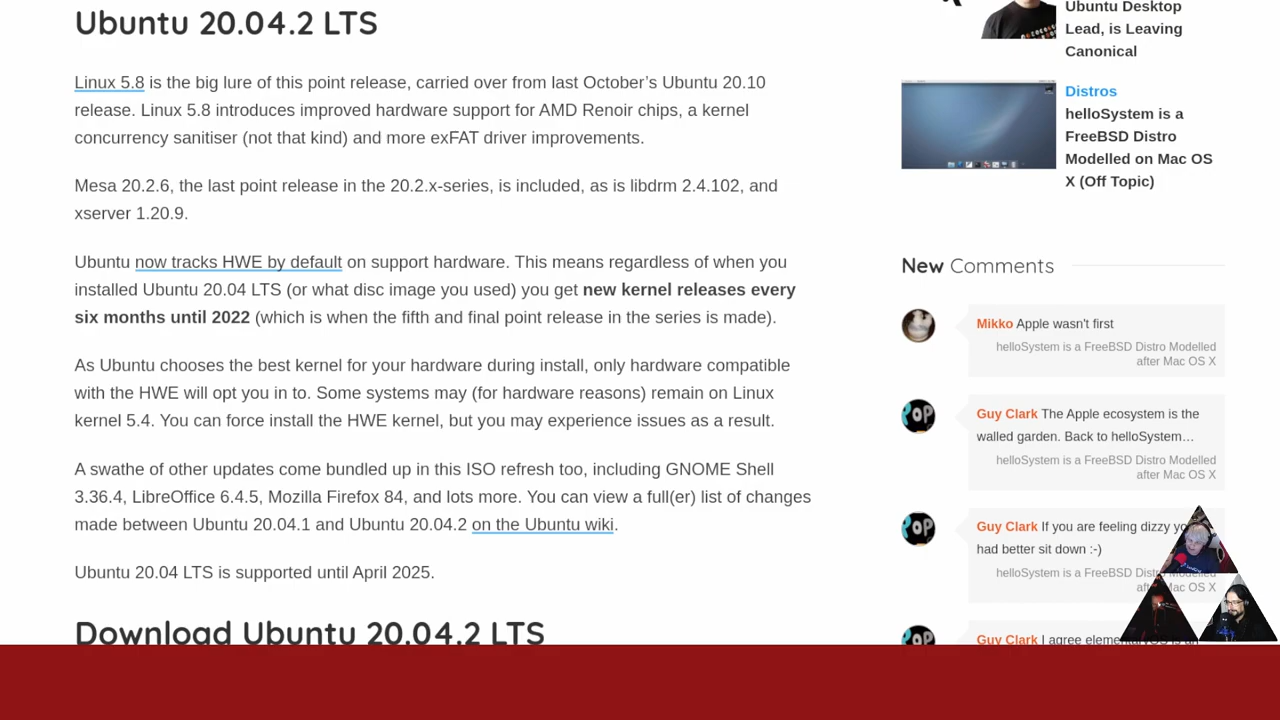 Ubuntu 20.04.2 LTS
Linux 5.8 is the big lure of this point release, carried over from last October’s Ubuntu 20.10
release. Linux 5.8 introduces improved hardware support for AMD Renoir chips, a kernel
concurrency sanitiser (not that kind) and more exFAT driver improvements.
Mesa 20.2.6, the last point release in the 20.2.x-series, is included, as is libdrm 2.4.102, and
xserver 1.20.9.
Ubuntu now tracks HWE by default on support hardware. This means regardless of when you
installed Ubuntu 20.04 LTS (or what disc image you used) you get new kernel releases every
six months until 2022 (which is when the fifth and final point release in the series is made).
As Ubuntu chooses the best kernel for your hardware during install, only hardware compatible
with the HWE will opt you in to. Some systems may (for hardware reasons) remain on Linux
kernel 5.4. You can force install the HWE kernel, but you may experience issues as a result.
A swathe of other updates come bundled up in this ISO refresh too, including GNOME Shell
3.36.4, LibreOffice 6.4.5, Mozilla Firefox 84, and lots more. You can view a full(er) list of changes
made between Ubuntu 20.04.1 and Ubuntu 20.04.2 on the Ubuntu wiki.
Ubuntu 20.04 LTS is supported until April 2025.
Download Ubuntu 20.04.2 LTS
Ubuntu Desktop
Lead, is Leaving
Canonical
Distros
helloSystem is a
FreeBSD Distro
Modelled on Mac OS
X (Off Topic)
New Comments
Mikko Apple wasn't first
helloSystem is a FreeBSD Distro Modelled
after Mac OS X
Guy Clark The Apple ecosystem is the
walled garden. Back to helloSystem…
helloSystem is a FreeBSD Distro Modelled
after Mac OS X
Guy Clark If you are feeling dizzy
had better sit down :-)
helloSystem is a FreeBSD Distro Modelled
Mac OS X
Guy Clark I agree